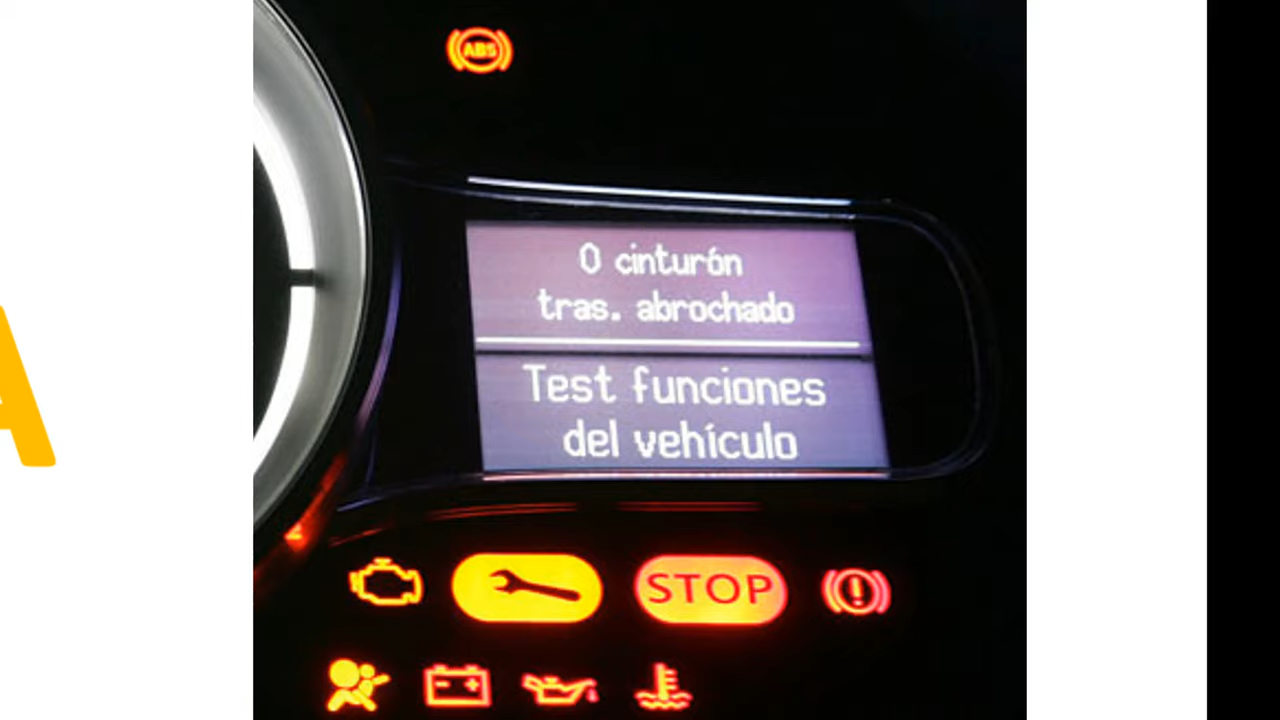 ABS
0 cinturón
tras. abrochado
Test funciones
del vehículo
STOP
A